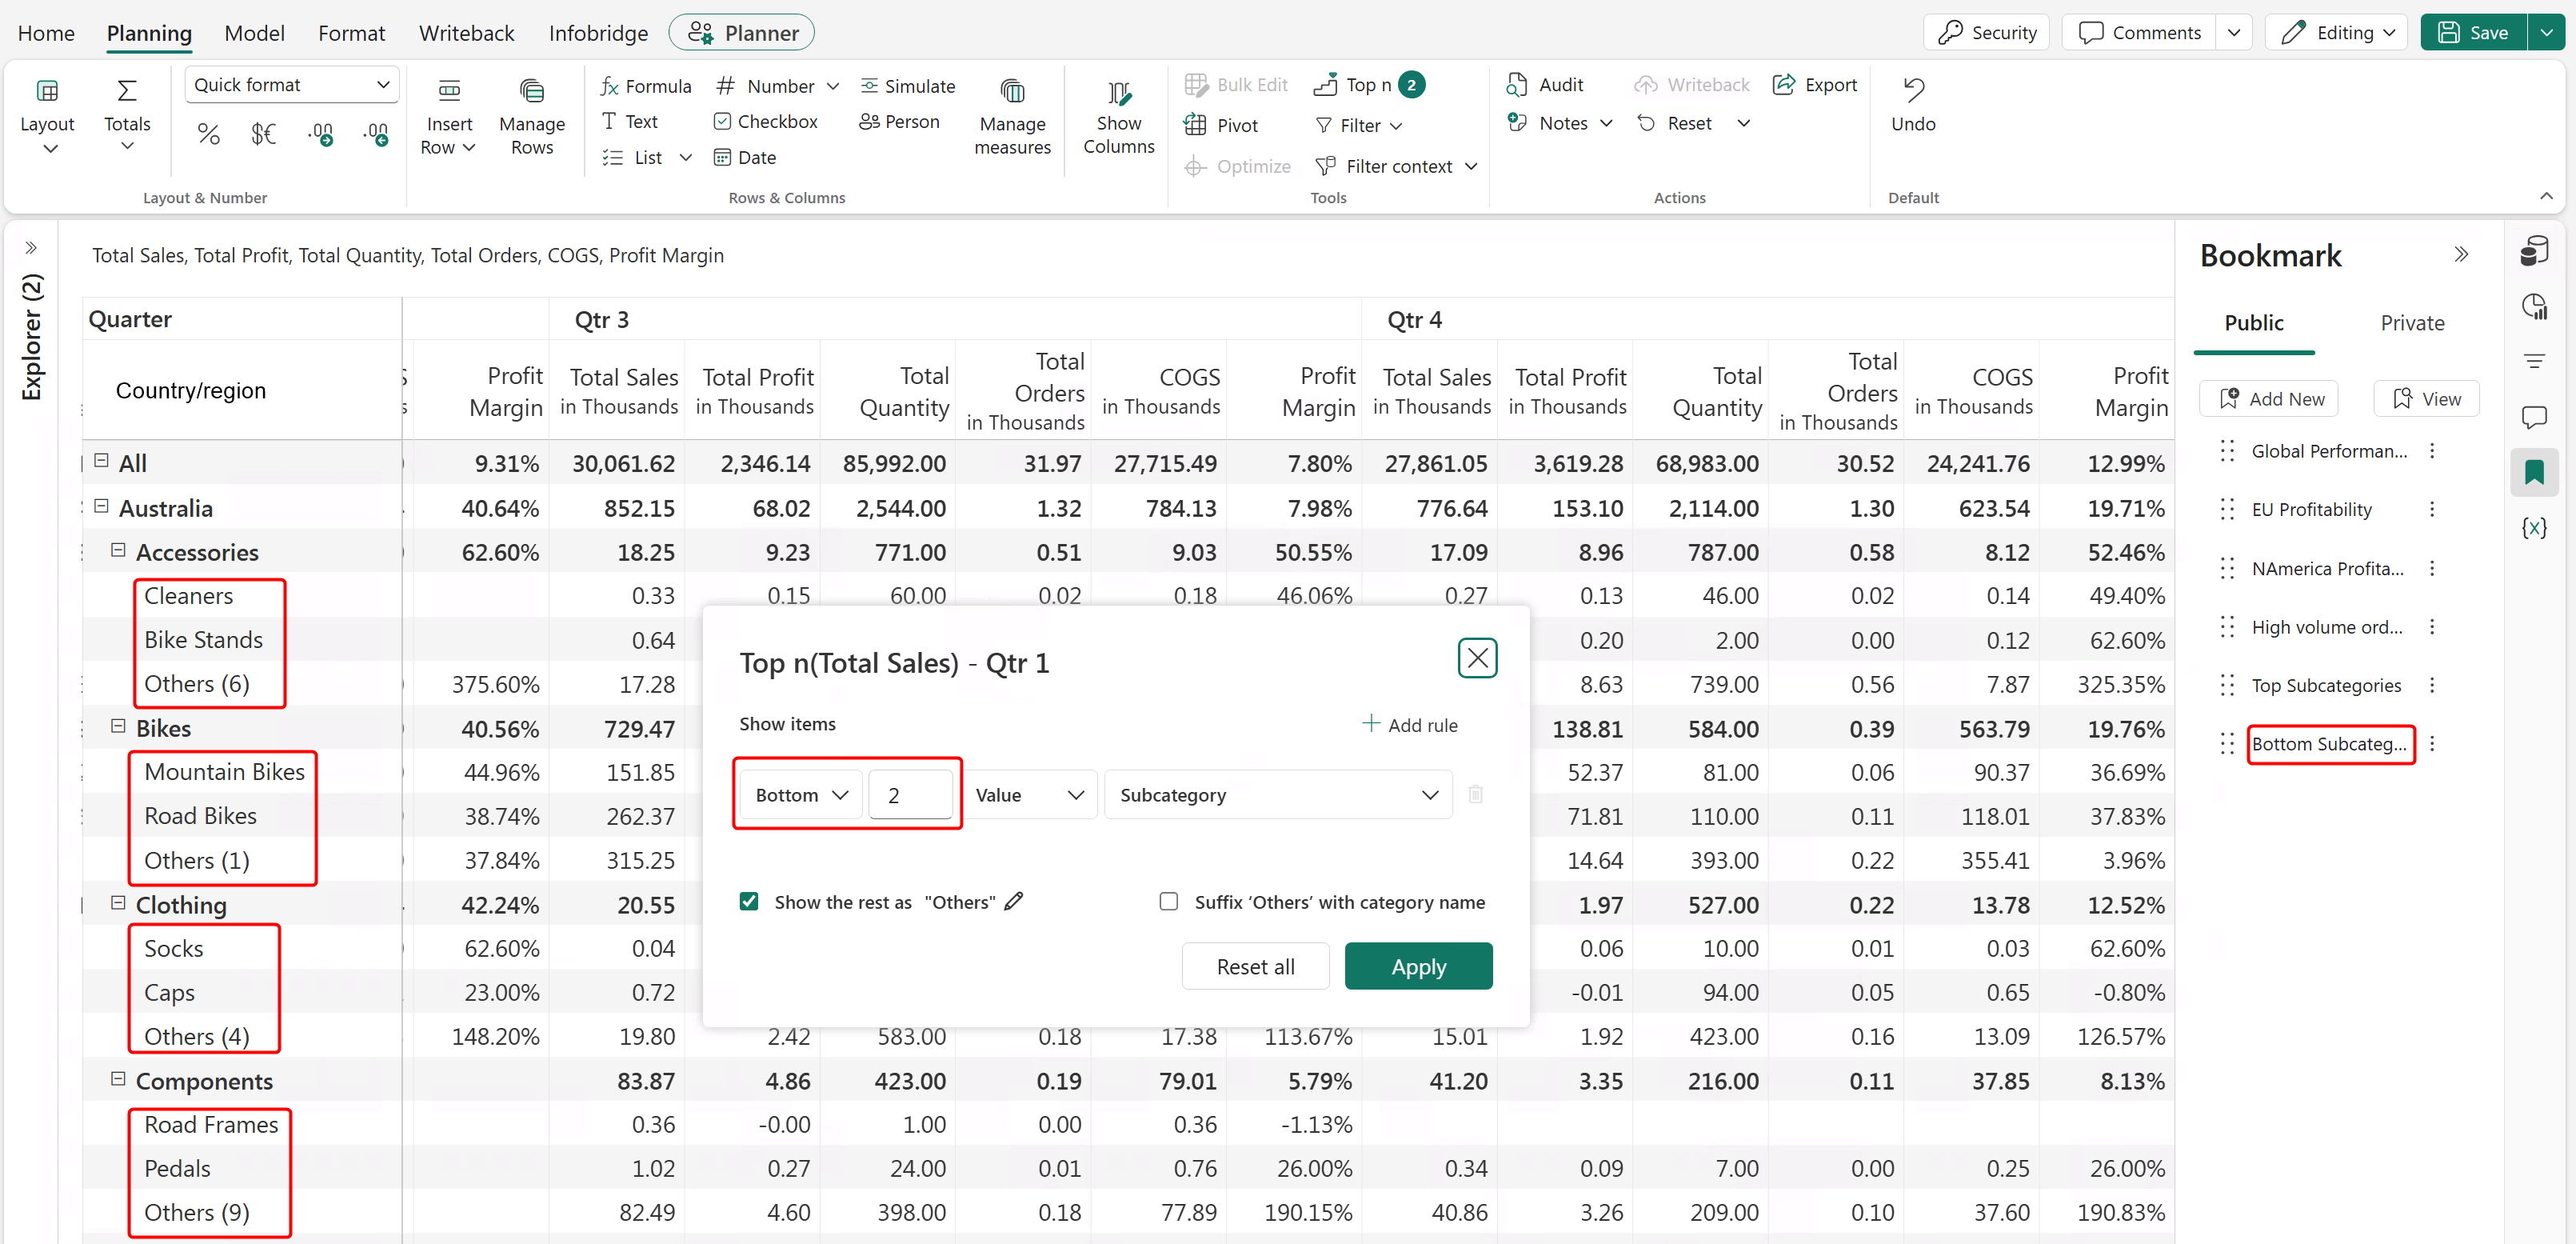 Home Planning Model Format Writeback Infobridge Planner Security Comments Editing Save
Layout Totals Quick format Insert Row Manage Rows
Formula Number Simulate
Text Checkbox Person
List Date
Manage measures
Show Columns
Bulk Edit Top n 2
Pivot Filter
Optimize Filter context
Audit Writeback Export
Notes Reset
Undo
Layout & Number Rows & Columns Tools Actions Default
Explorer (2)
Total Sales, Total Profit, Total Quantity, Total Orders, COGS, Profit Margin
Quarter Qtr 3 Qtr 4
Country/region Profit Margin Total Sales in Thousands Total Profit in Thousands Total Quantity Total Orders in Thousands COGS in Thousands Profit Margin Total Sales in Thousands Total Profit in Thousands Total Quantity Total Orders in Thousands COGS in Thousands Profit Margin
All 9.31% 30,061.62 2,346.14 85,992.00 31.97 27,715.49 7.80% 27,861.05 3,619.28 68,983.00 30.52 24,241.76 12.99%
Australia 40.64% 852.15 68.02 2,544.00 1.32 784.13 7.98% 776.64 153.10 2,114.00 1.30 623.54 19.71%
Accessories 62.60% 18.25 9.23 771.00 0.51 9.03 50.55% 17.09 8.96 787.00 0.58 8.12 52.46%
Cleaners 0.33 0.15 60.00 0.02 0.18 46.06% 0.27 0.13 46.00 0.02 0.14 49.40%
Bike Stands 0.64 0.20 2.00 0.00 0.12 62.60%
Others (6) 375.60% 17.28 8.63 739.00 0.56 7.87 325.35%
Bikes 40.56% 729.47 138.81 584.00 0.39 563.79 19.76%
Mountain Bikes 44.96% 151.85 52.37 81.00 0.06 90.37 36.69%
Road Bikes 38.74% 262.37 71.81 110.00 0.11 118.01 37.83%
Others (1) 37.84% 315.25 14.64 393.00 0.22 355.41 3.96%
Clothing 42.24% 20.55 1.97 527.00 0.22 13.78 12.52%
Socks 62.60% 0.04 0.06 10.00 0.01 0.03 62.60%
Caps 23.00% 0.72 -0.01 94.00 0.05 0.65 -0.80%
Others (4) 148.20% 19.80 2.42 583.00 0.18 17.38 113.67% 15.01 1.92 423.00 0.16 13.09 126.57%
Components 83.87 4.86 423.00 0.19 79.01 5.79% 41.20 3.35 216.00 0.11 37.85 8.13%
Road Frames 0.36 -0.00 1.00 0.00 0.36 -1.13%
Pedals 1.02 0.27 24.00 0.01 0.76 26.00% 0.34 0.09 7.00 0.00 0.25 26.00%
Others (9) 82.49 4.60 398.00 0.18 77.89 190.15% 40.86 3.26 209.00 0.10 37.60 190.83%
Top n(Total Sales) - Qtr 1
Show items Add rule
Bottom 2 Value Subcategory
Show the rest as "Others" Suffix ‘Others’ with category name
Reset all Apply
Bookmark
Public Private
Add New View
Global Performan...
EU Profitability
NAmerica Profita...
High volume ord...
Top Subcategories
Bottom Subcateg...